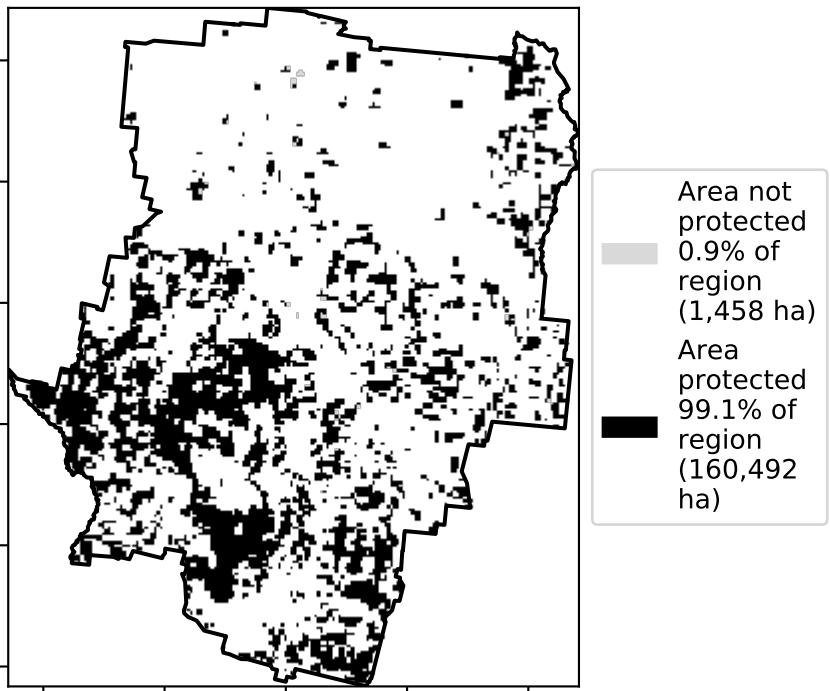 Area not
protected
0.9% of
region
(1,458 ha)
Area
protected
99.1% of
region
(160,492
ha)